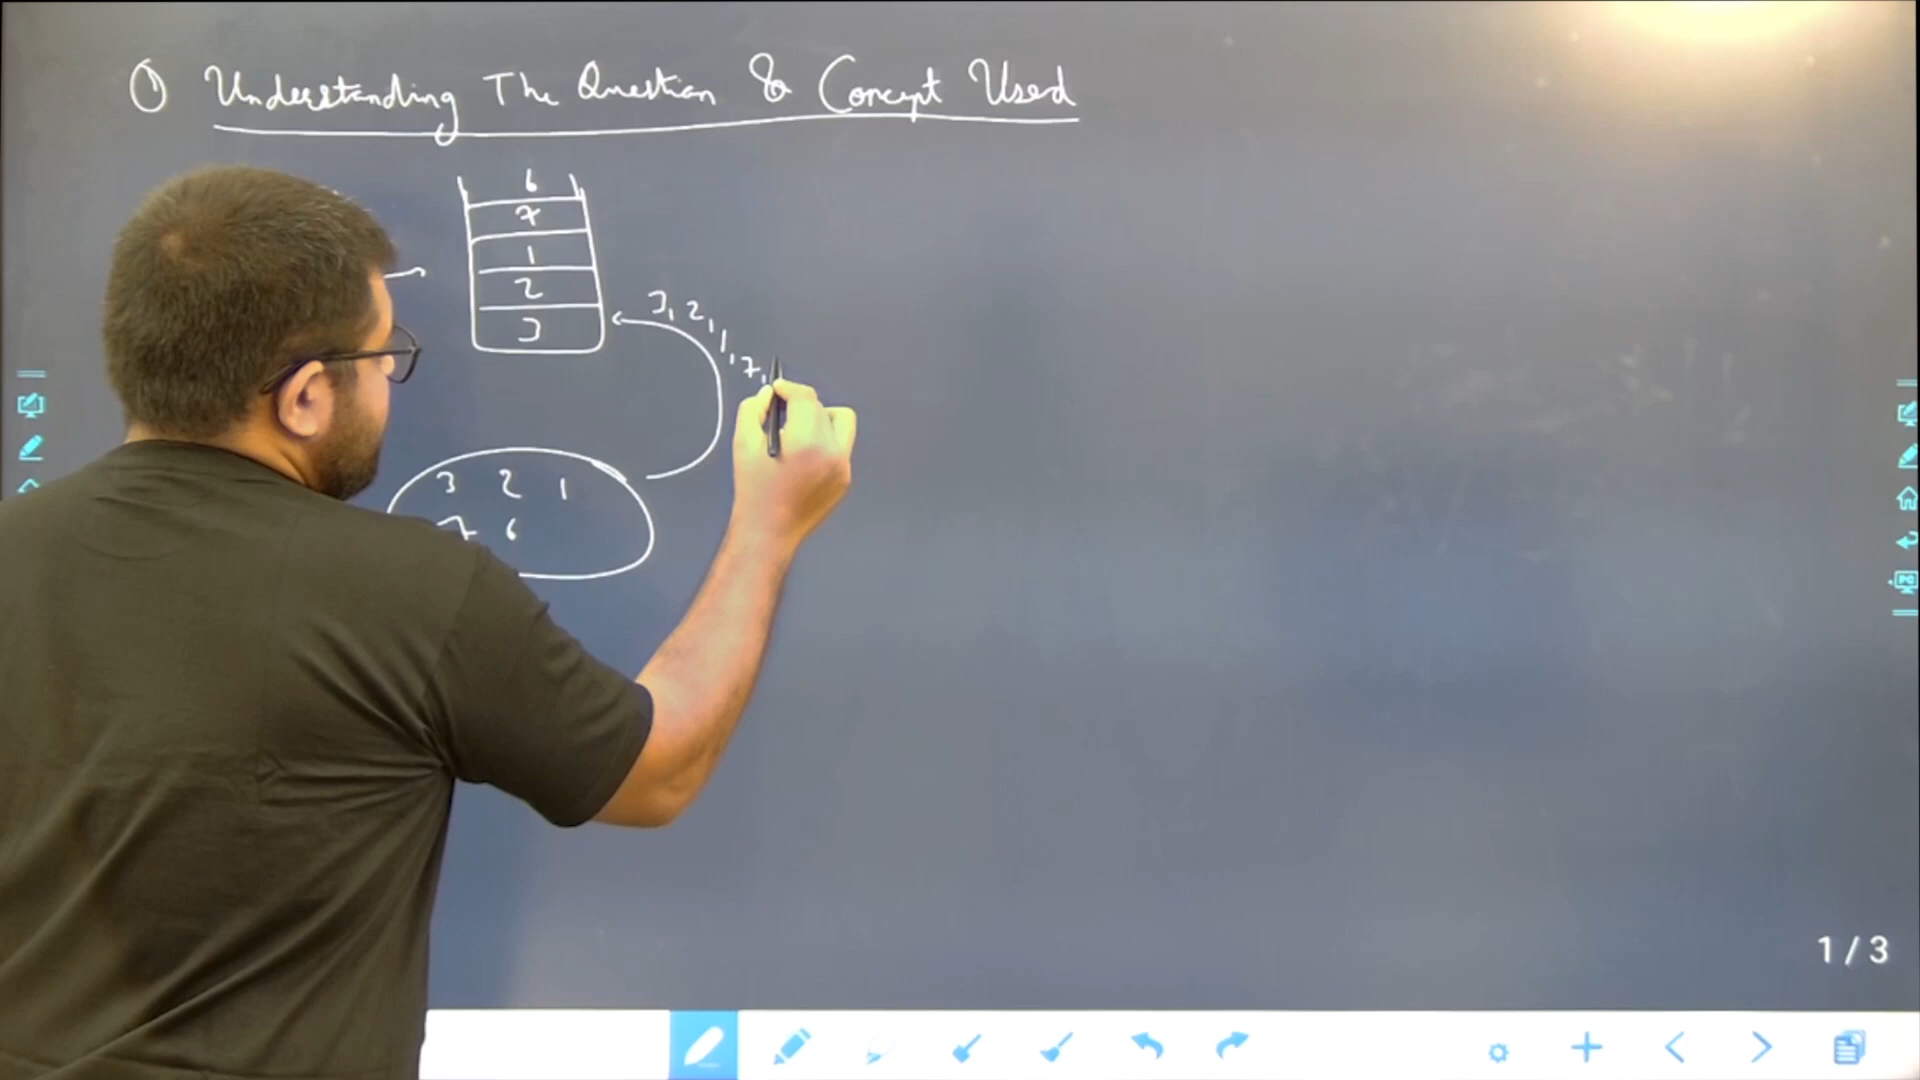 ① Understanding The Question & Concept Used
6
7
1
2
3
3, 2, 1, 7,
3 2 1
7 6
PC
1 / 3